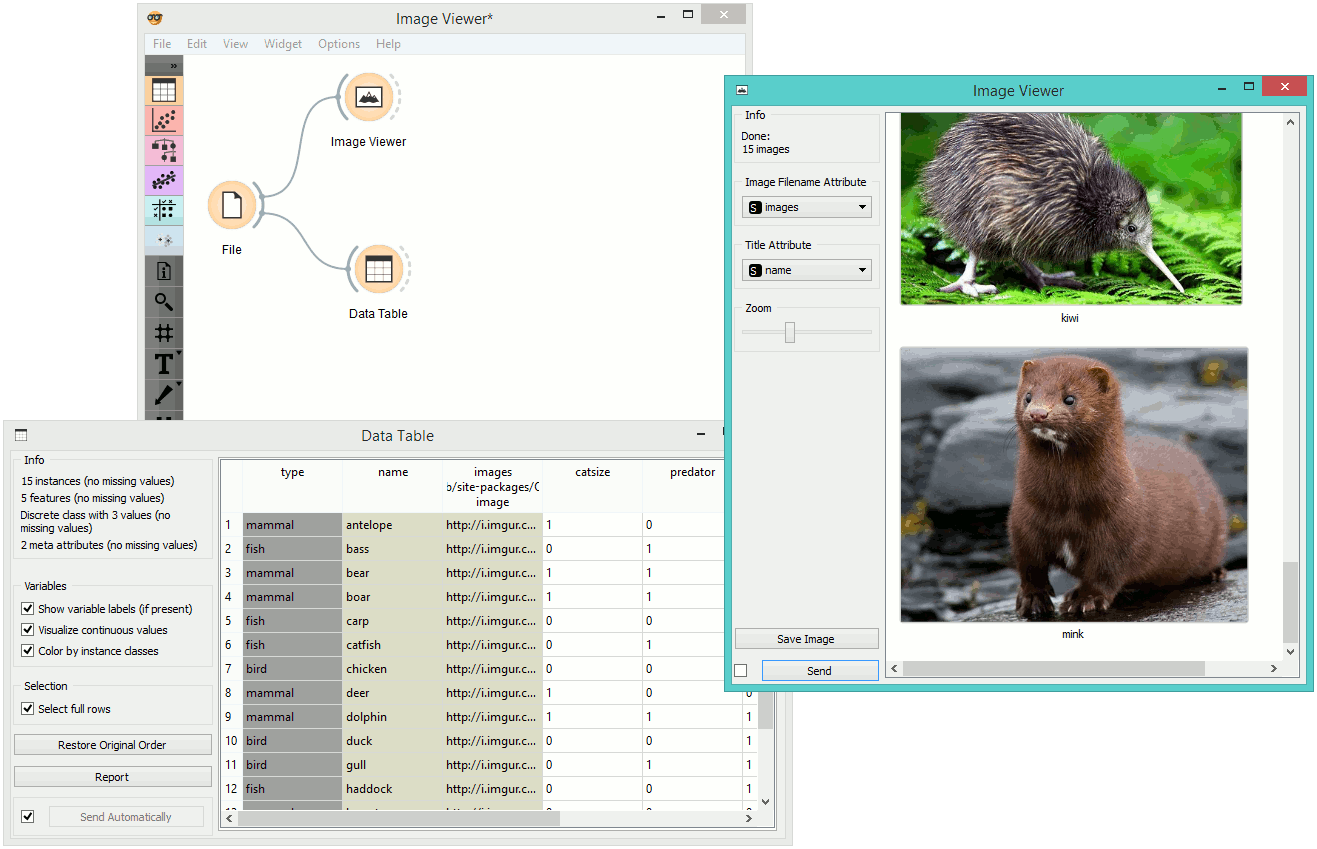 Image Viewer*
File Edit View Widget Options Help
»
Image Viewer
File
Data Table
T
Image Viewer
Info
Done:
15 images
Image Filename Attribute
S images
Title Attribute
S name
Zoom
Save Image
Send
kiwi
mink
Data Table
Info
15 instances (no missing values)
5 features (no missing values)
Discrete class with 3 values (no
missing values)
2 meta attributes (no missing values)
Variables
Show variable labels (if present)
Visualize continuous values
Color by instance classes
Selection
Select full rows
Restore Original Order
Report
Send Automatically
type name images catsize predator
b/site-packages/
image
1 mammal antelope http://i.imgur.c... 1 0
2 fish bass http://i.imgur.c... 0 1
3 mammal bear http://i.imgur.c... 1 1
4 mammal boar http://i.imgur.c... 1 1
5 fish carp http://i.imgur.c... 0 0
6 fish catfish http://i.imgur.c... 0 1
7 bird chicken http://i.imgur.c... 0 0
8 mammal deer http://i.imgur.c... 1 0 0
9 mammal dolphin http://i.imgur.c... 1 1 1
10 bird duck http://i.imgur.c... 0 0 1
11 bird gull http://i.imgur.c... 0 1 1
12 fish haddock http://i.imgur.c... 0 0 1